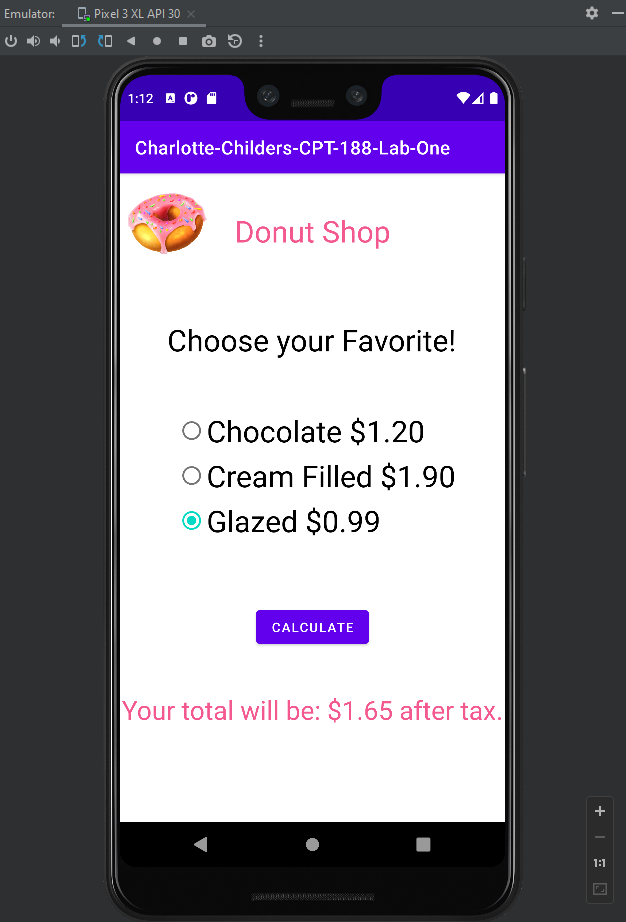 Emulator: Pixel 3 XL API 30
1:12
Charlotte-Childers-CPT-188-Lab-One
Donut Shop
Choose your Favorite!
Chocolate $1.20
Cream Filled $1.90
Glazed $0.99
CALCULATE
Your total will be: $1.65 after tax.
1:1